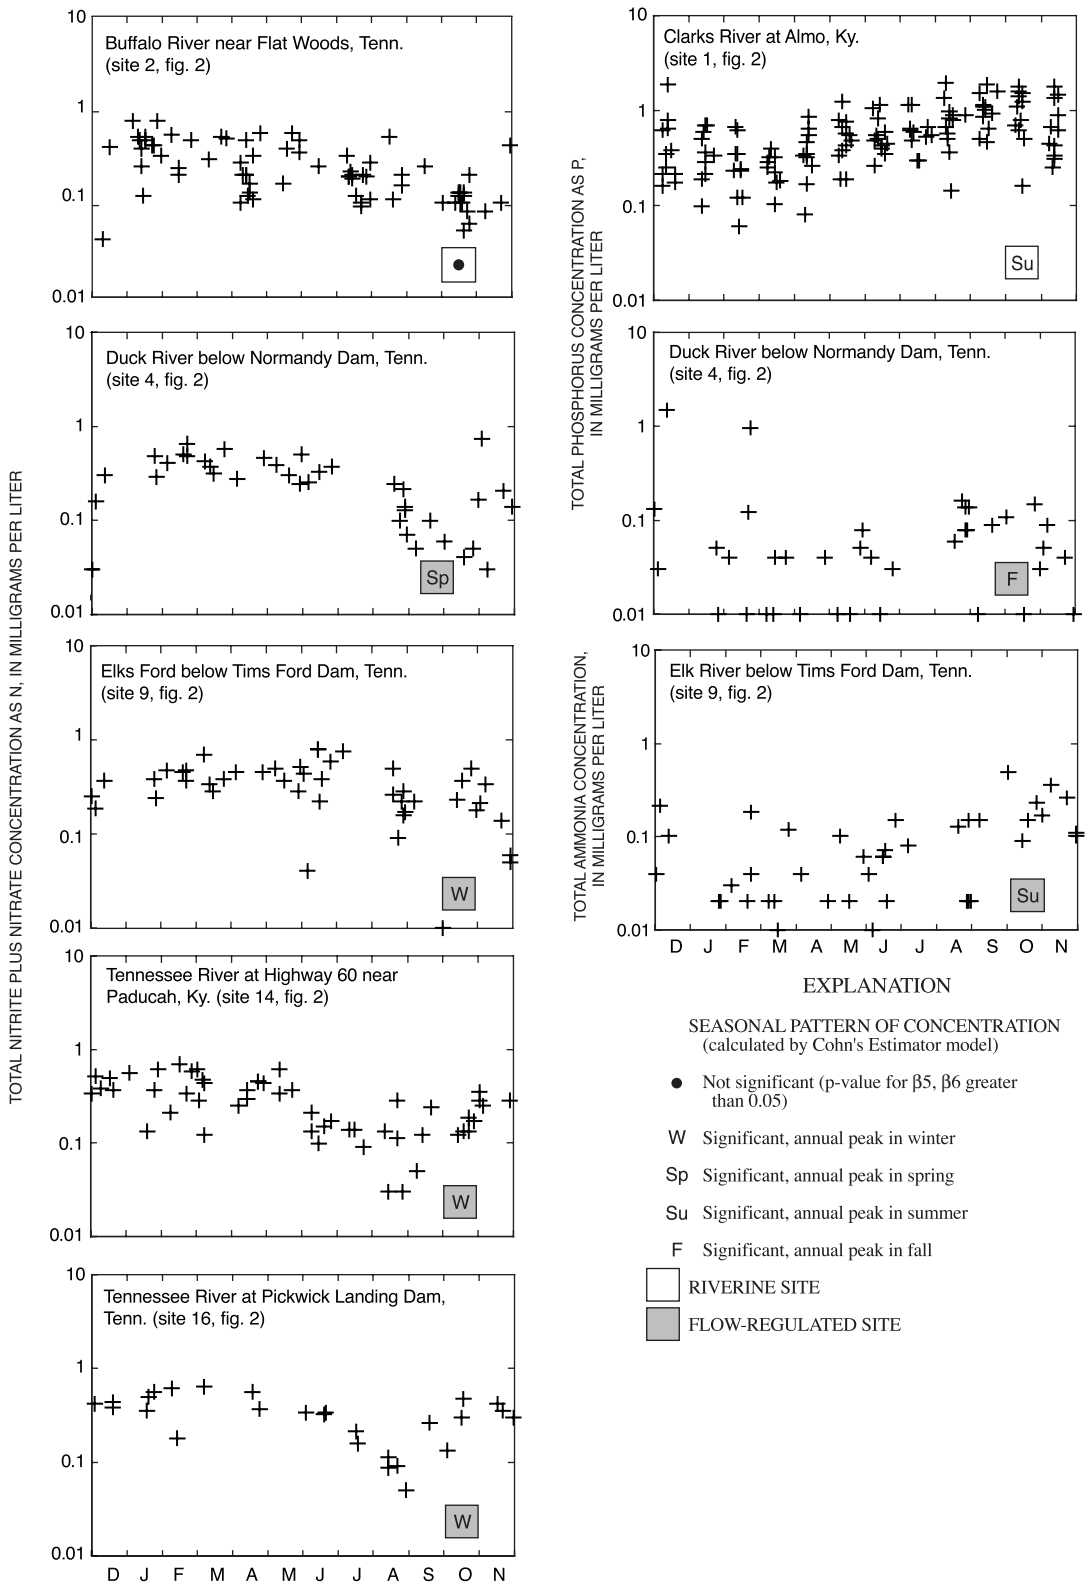 TOTAL NITRITE PLUS NITRATE CONCENTRATION AS N, IN MILLIGRAMS PER LITER
10
1
0.1
0.01
Buffalo River near Flat Woods, Tenn.
(site 2, fig. 2)
10
1
0.1
0.01
Duck River below Normandy Dam, Tenn.
(site 4, fig. 2)
Sp
10
1
0.1
0.01
Elks Ford below Tims Ford Dam, Tenn.
(site 9, fig. 2)
W
10
1
0.1
0.01
Tennessee River at Highway 60 near
Paducah, Ky. (site 14, fig. 2)
W
10
1
0.1
0.01
Tennessee River at Pickwick Landing Dam,
Tenn. (site 16, fig. 2)
W
D J F M A M J J A S O N
TOTAL PHOSPHORUS CONCENTRATION AS P,
IN MILLIGRAMS PER LITER
10
1
0.1
0.01
Clarks River at Almo, Ky.
(site 1, fig. 2)
Su
10
1
0.1
0.01
Duck River below Normandy Dam, Tenn.
(site 4, fig. 2)
F
TOTAL AMMONIA CONCENTRATION,
IN MILLIGRAMS PER LITER
10
1
0.1
0.01
Elk River below Tims Ford Dam, Tenn.
(site 9, fig. 2)
Su
D J F M A M J J A S O N
EXPLANATION
SEASONAL PATTERN OF CONCENTRATION
(calculated by Cohn's Estimator model)
Not significant (p-value for β5, β6 greater
than 0.05)
W Significant, annual peak in winter
Sp Significant, annual peak in spring
Su Significant, annual peak in summer
F Significant, annual peak in fall
RIVERINE SITE
FLOW-REGULATED SITE